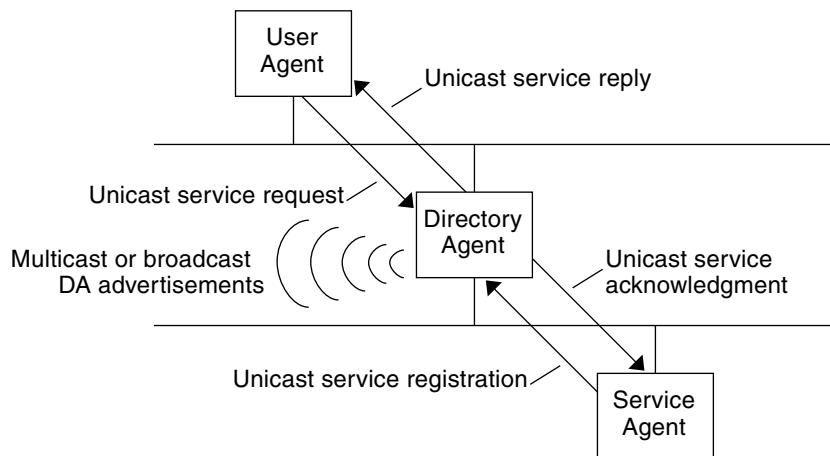 User
Agent
Unicast service reply
Unicast service request
Directory
Agent
Multicast or broadcast
DA advertisements
Unicast service
acknowledgment
Unicast service registration
Service
Agent